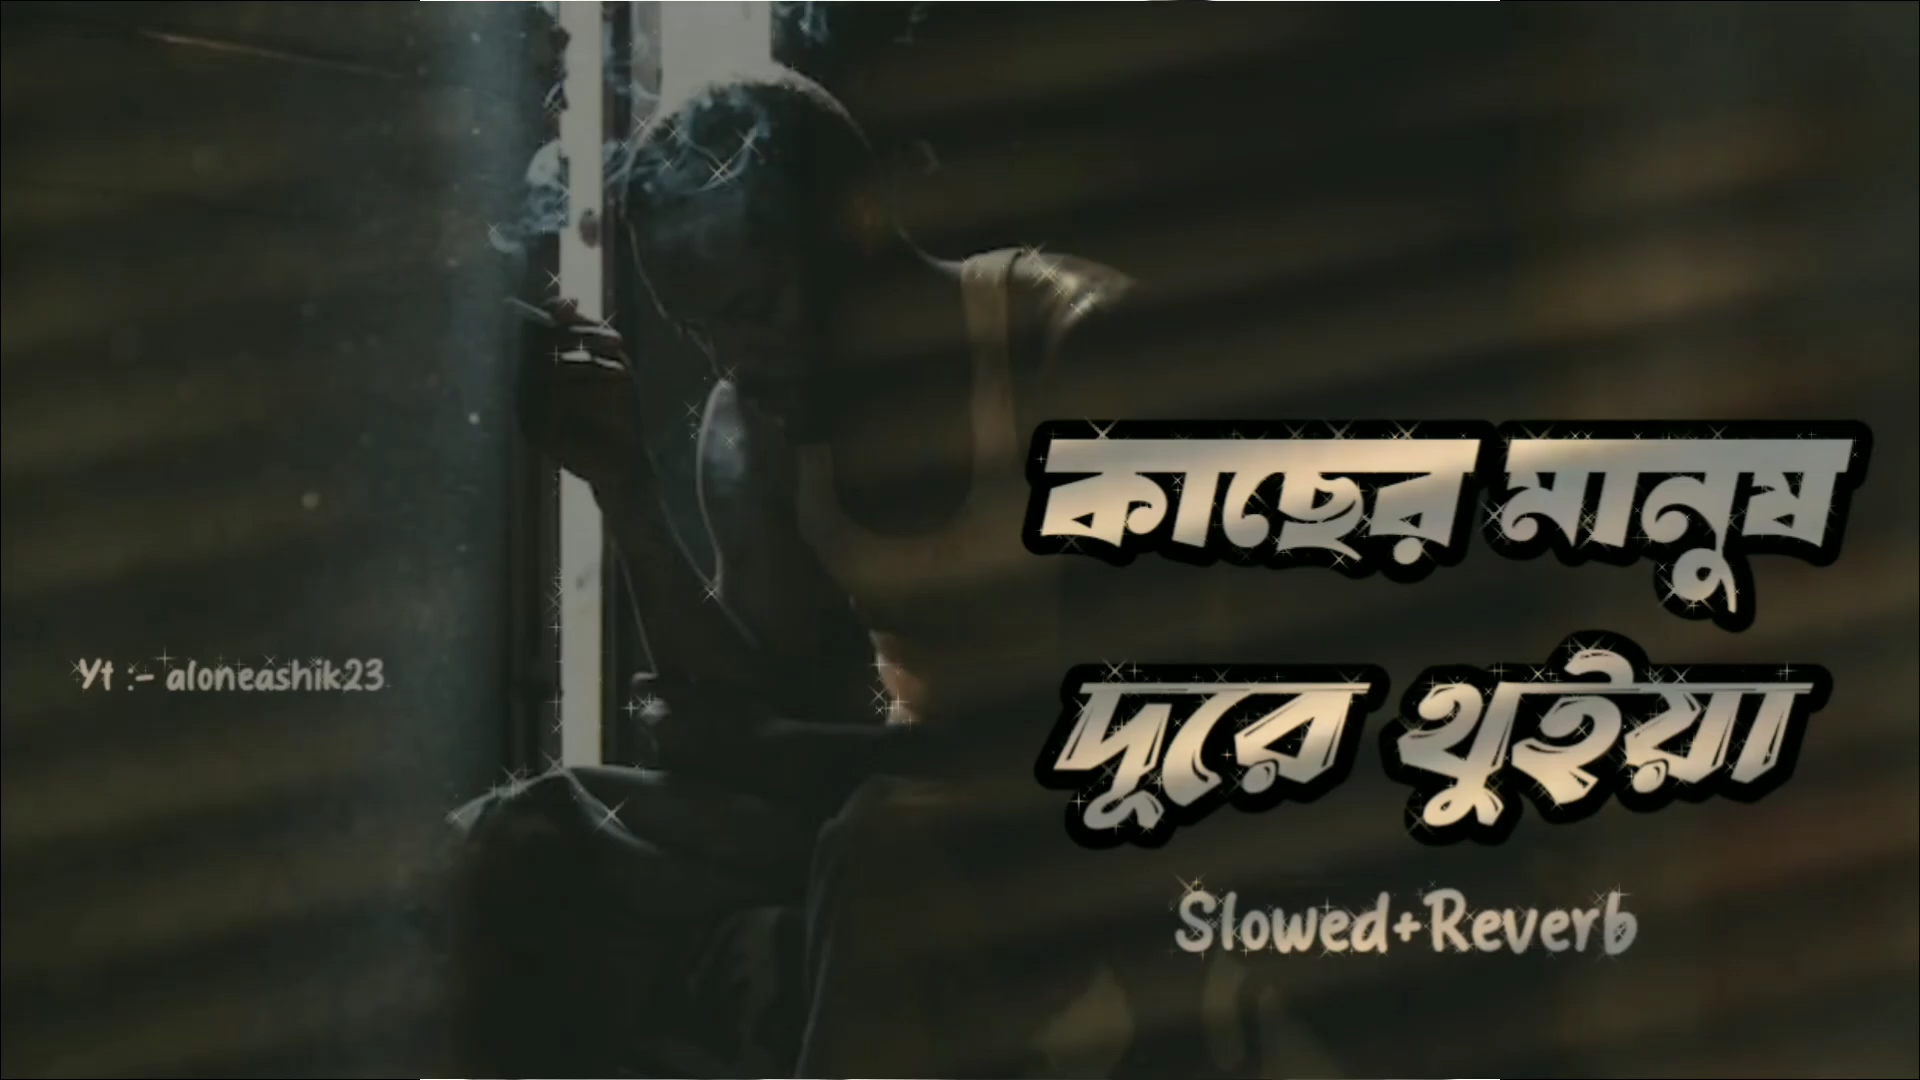 কাছের মানুষ
দূরে থুইয়া
Slowed+Reverb
Yt :- aloneashik23